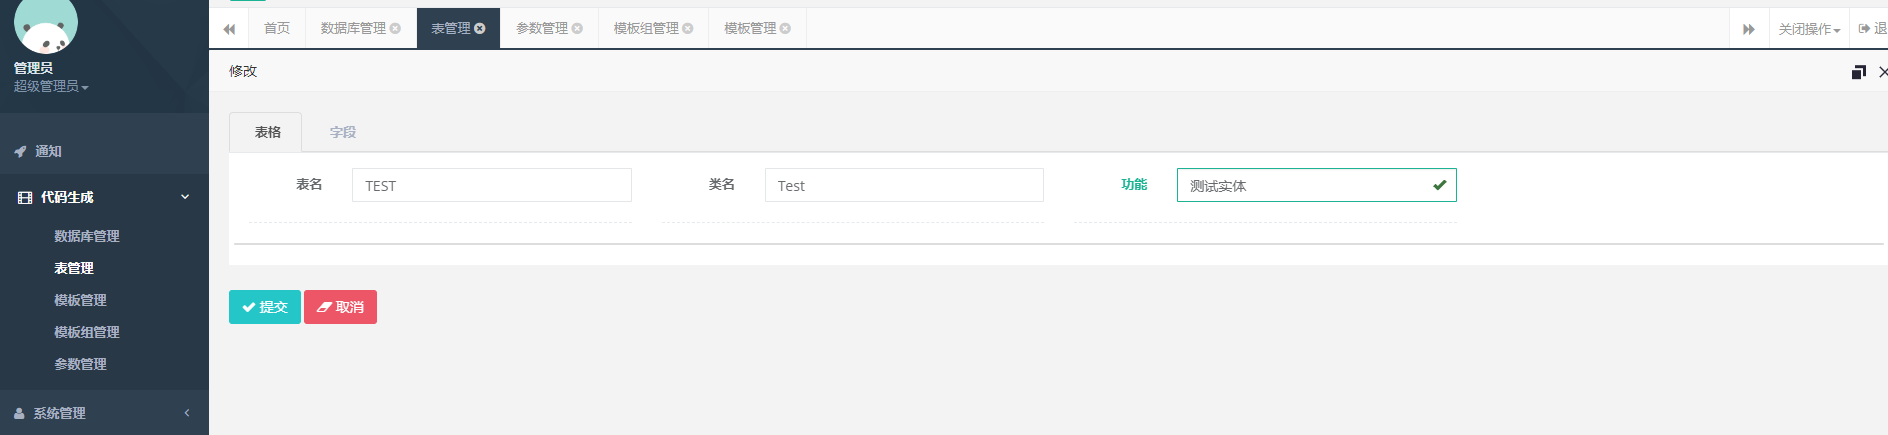 管理员
超级管理员
通知
代码生成
数据库管理
表管理
模板管理
模板组管理
参数管理
系统管理
首页 数据库管理 表管理 参数管理 模板组管理 模板管理 关闭操作 退
修改
表格 字段
表名 TEST 类名 Test 功能 测试实体
提交 取消